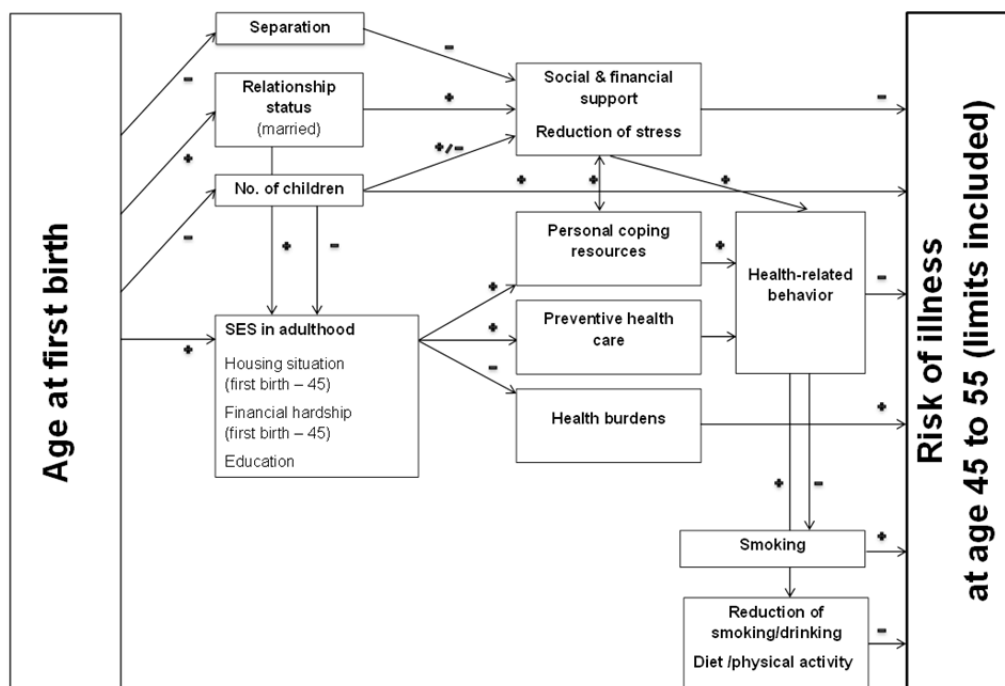 Age at first birth
Separation
Relationship
status
(married)
No. of children
SES in adulthood
Housing situation
(first birth – 45)
Financial hardship
(first birth – 45)
Education
Social & financial
support
Reduction of stress
Personal coping
resources
Preventive health
care
Health burdens
Health-related
behavior
Smoking
Reduction of
smoking/drinking
Diet /physical activity
Risk of illness
at age 45 to 55 (limits included)
-
+
-
+
-
+
+/-
+
+
+
+
-
+
+
-
+
+
-
-
-
+
+
-